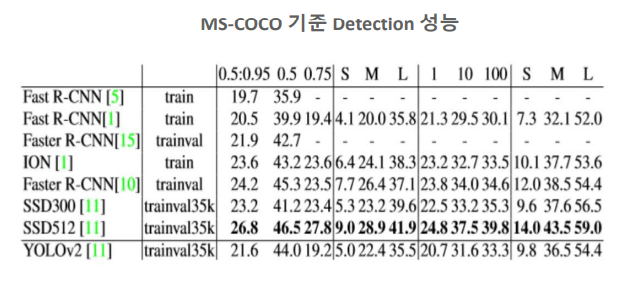 MS-COCO 기준 Detection 성능
0.5:0.95 0.5 0.75 S M L 1 10 100 S M L
Fast R-CNN [5] train 19.7 35.9 - - - - - - - - - -
Fast R-CNN[1] train 20.5 39.9 19.4 4.1 20.0 35.8 21.3 29.5 30.1 7.3 32.1 52.0
Faster R-CNN[15] trainval 21.9 42.7 - - - - - - - - - -
ION [1] train 23.6 43.2 23.6 6.4 24.1 38.3 23.2 32.7 33.5 10.1 37.7 53.6
Faster R-CNN[10] trainval 24.2 45.3 23.5 7.7 26.4 37.1 23.8 34.0 34.6 12.0 38.5 54.4
SSD300 [11] trainval35k 23.2 41.2 23.4 5.3 23.2 39.6 22.5 33.2 35.3 9.6 37.6 56.5
SSD512 [11] trainval35k 26.8 46.5 27.8 9.0 28.9 41.9 24.8 37.5 39.8 14.0 43.5 59.0
YOLOv2 [11] trainval35k 21.6 44.0 19.2 5.0 22.4 35.5 20.7 31.6 33.3 9.8 36.5 54.4